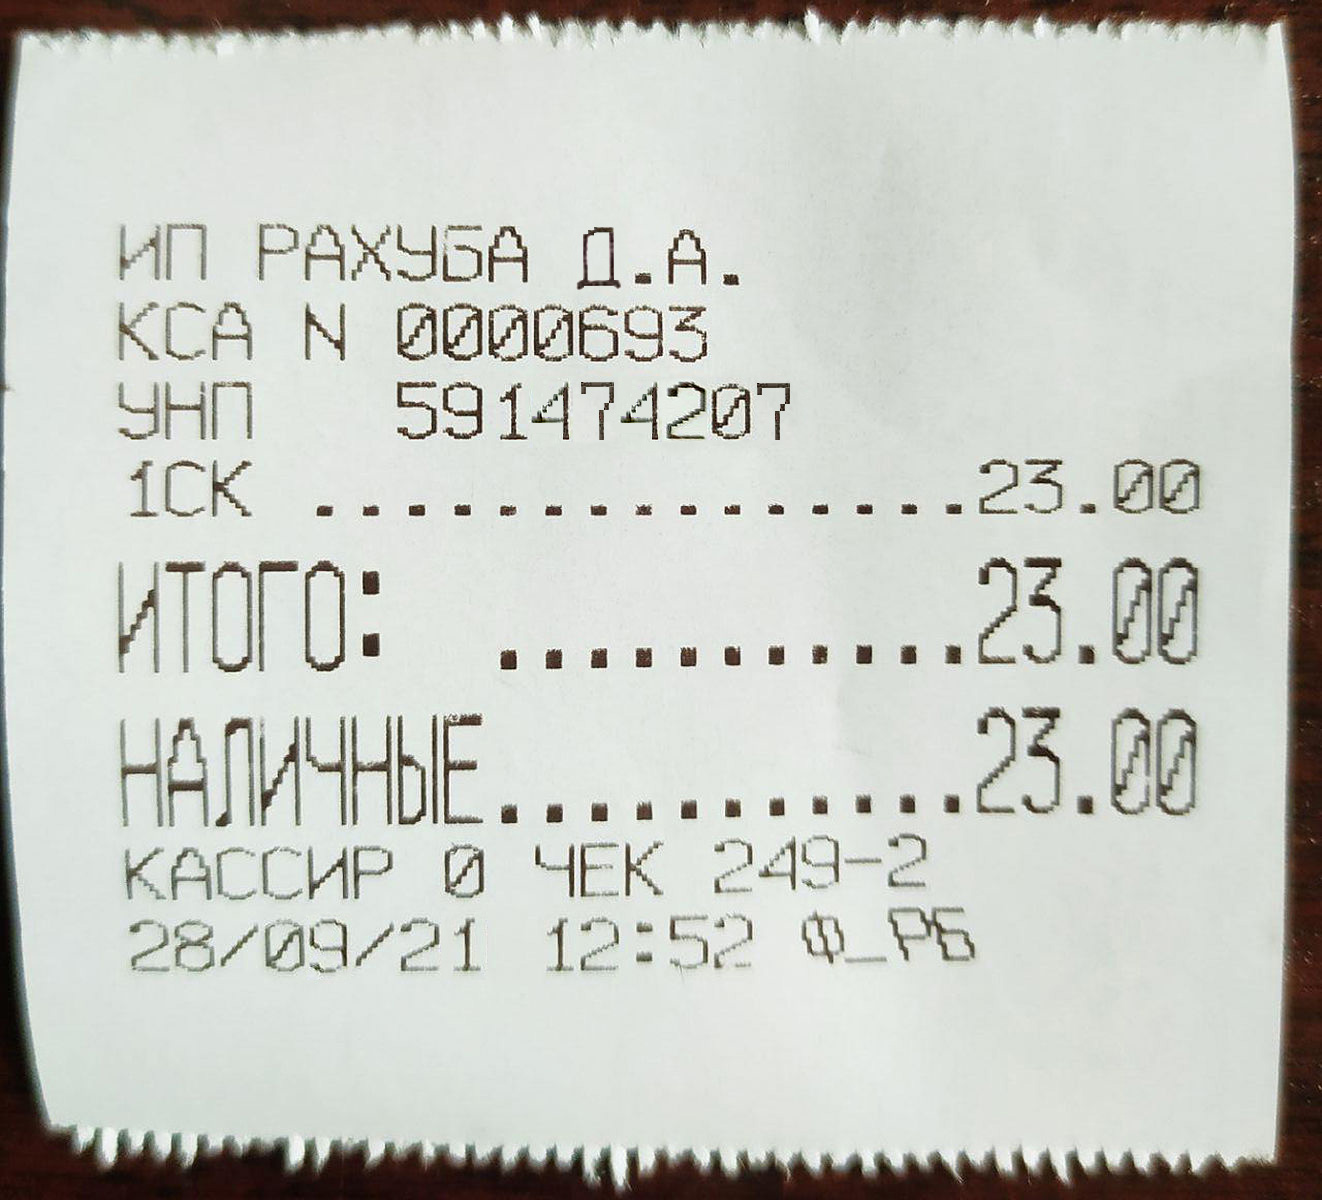 ИП РАХУБА Д.А.
КСА N 0000693
УНП 591474207
1СК ...............23.00
ИТОГО: ...........23.00
НАЛИЧНЫЕ...........23.00
КАССИР 0 ЧЕК 249-2
28/09/21 12:52 Ф_РБ